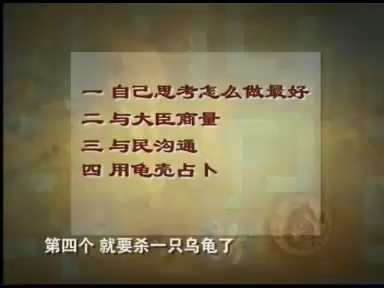 一 自己思考怎么做最好
二 与大臣商量
三 与民沟通
四 用龟壳占卜
第四个 就要杀一只乌龟了